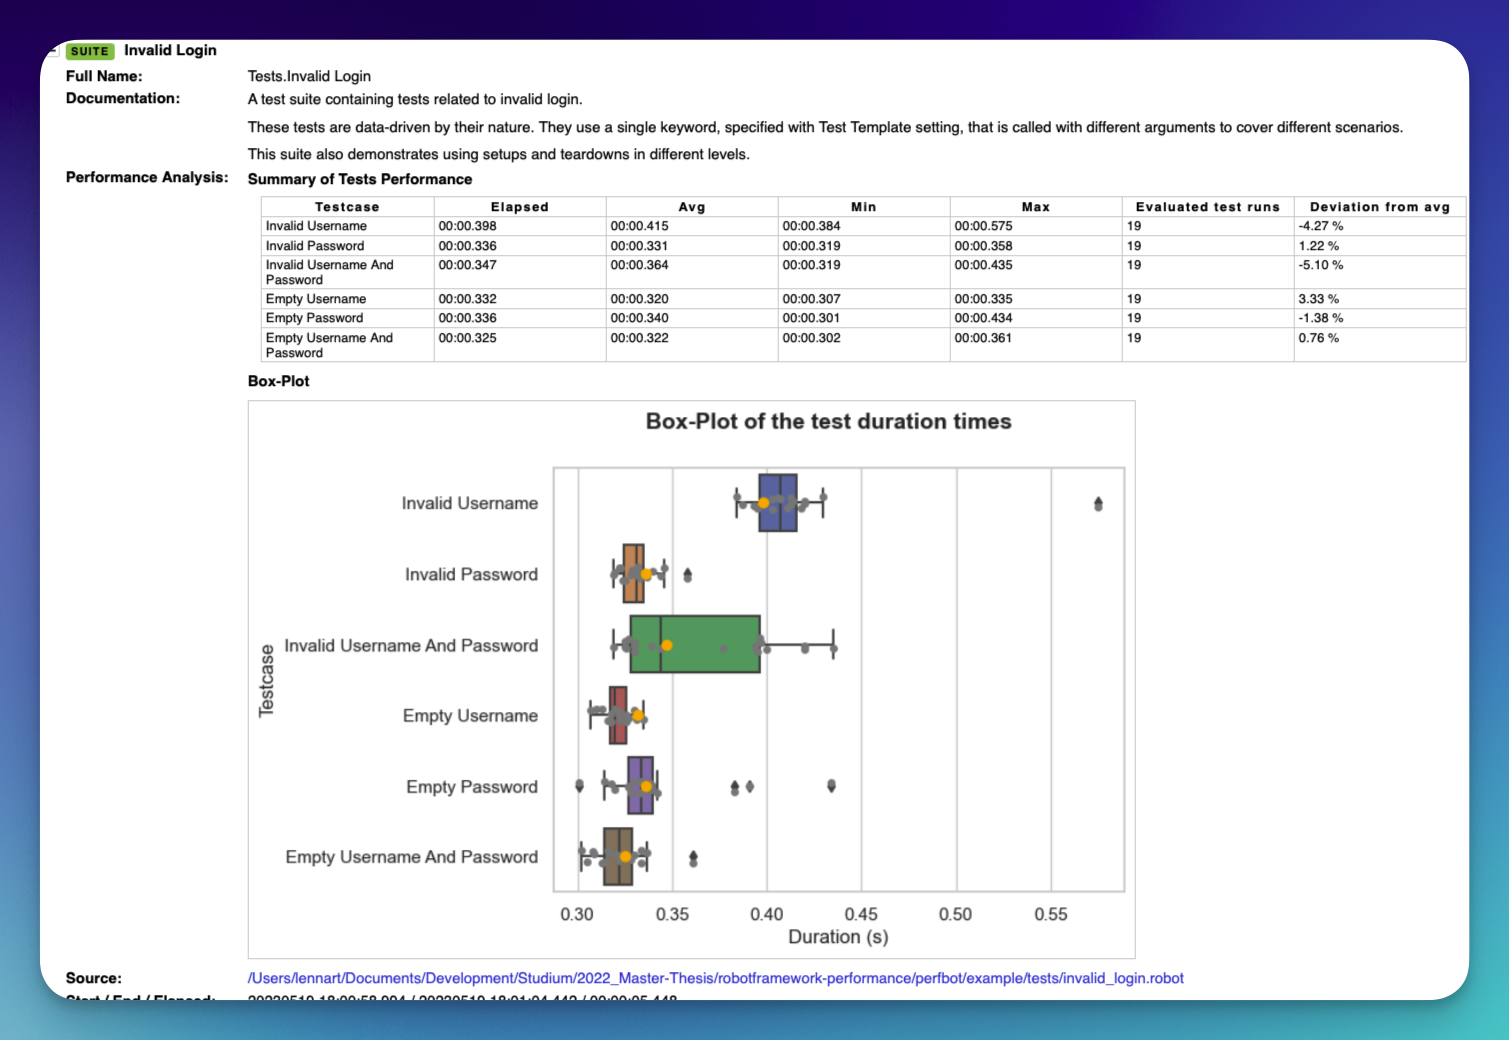 SUITE Invalid Login
Full Name: Tests.Invalid Login
Documentation: A test suite containing tests related to invalid login.
These tests are data-driven by their nature. They use a single keyword, specified with Test Template setting, that is called with different arguments to cover different scenarios.
This suite also demonstrates using setups and teardowns in different levels.
Performance Analysis: Summary of Tests Performance
Testcase Elapsed Avg Min Max Evaluated test runs Deviation from avg
Invalid Username 00:00.398 00:00.415 00:00.384 00:00.575 19 -4.27 %
Invalid Password 00:00.336 00:00.331 00:00.319 00:00.358 19 1.22 %
Invalid Username And 00:00.347 00:00.364 00:00.319 00:00.435 19 -5.10 %
Password
Empty Username 00:00.332 00:00.320 00:00.307 00:00.335 19 3.33 %
Empty Password 00:00.336 00:00.340 00:00.301 00:00.434 19 -1.38 %
Empty Username And 00:00.325 00:00.322 00:00.302 00:00.361 19 0.76 %
Password
Box-Plot
Box-Plot of the test duration times
Testcase
Invalid Username
Invalid Password
Invalid Username And Password
Empty Username
Empty Password
Empty Username And Password
0.30 0.35 0.40 0.45 0.50 0.55
Duration (s)
Source: /Users/lennart/Documents/Development/Studium/2022_Master-Thesis/robotframework-performance/perfbot/example/tests/invalid_login.robot
Start / End / Elapsed: